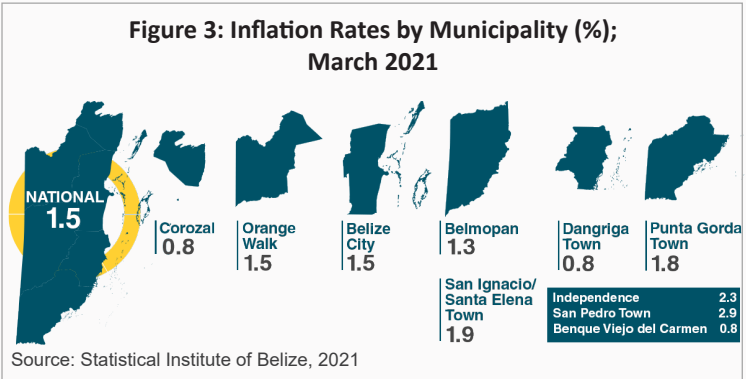 Figure 3: Inflation Rates by Municipality (%);
March 2021
NATIONAL
1.5
Corozal
0.8
Orange
Walk
1.5
Belize
City
1.5
Belmopan
1.3
San Ignacio/
Santa Elena
Town
1.9
Dangriga
Town
0.8
Punta Gorda
Town
1.8
Independence 2.3
San Pedro Town 2.9
Benque Viejo del Carmen 0.8
Source: Statistical Institute of Belize, 2021